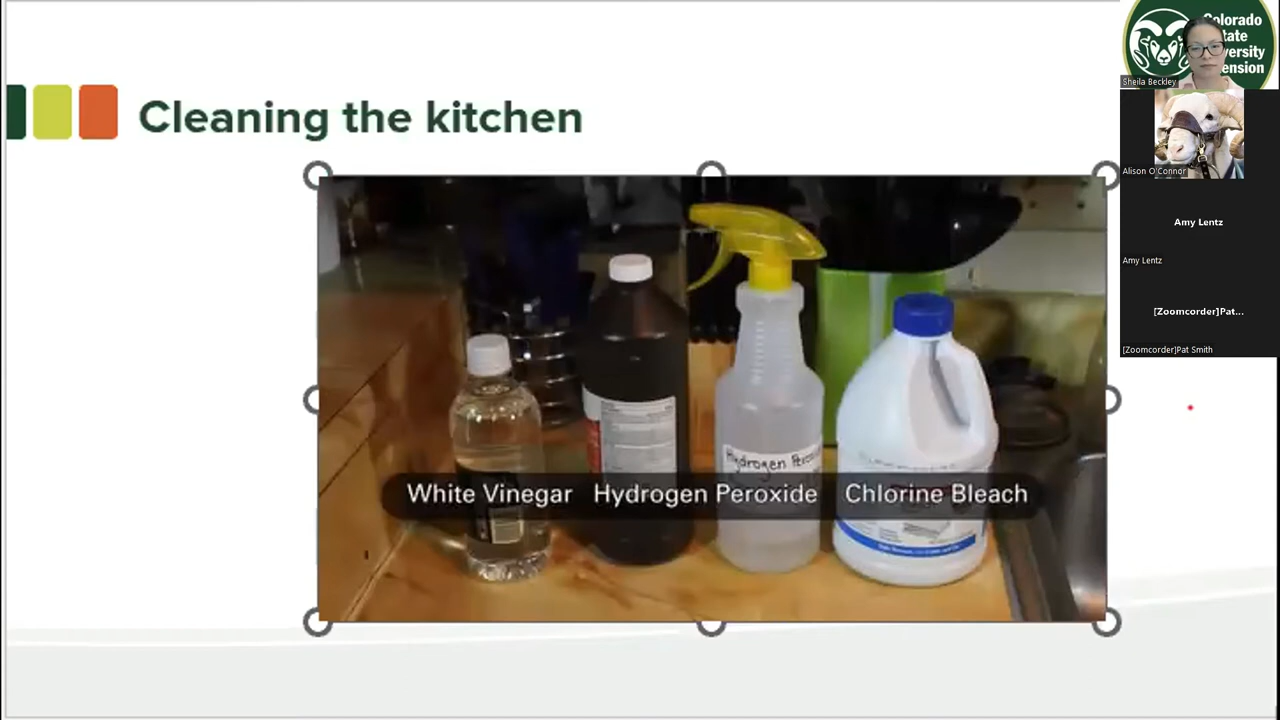 Cleaning the kitchen
Hydrogen
White Vinegar Hydrogen Peroxide Chlorine Bleach
Colorado
State
University
Extension
Sheila Beckley
Alison O'Connor
Amy Lentz
Amy Lentz
[Zoomcorder]Pat...
[Zoomcorder]Pat Smith